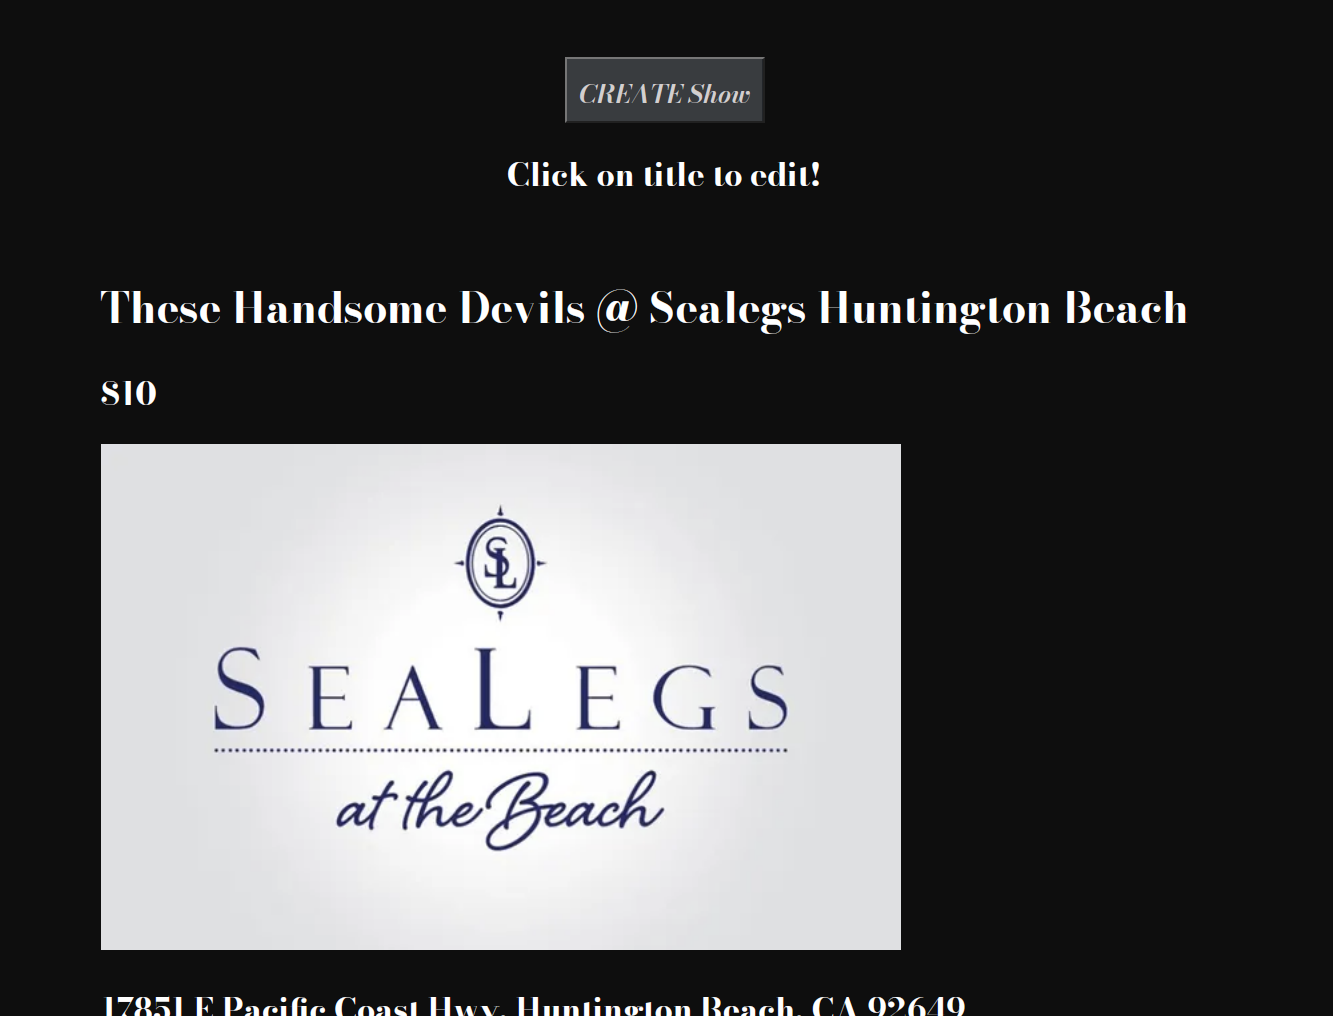 CREATE Show
Click on title to edit!
These Handsome Devils @ Sealegs Huntington Beach
$10
SL
SEALEGS
at the Beach
17851 E Pacific Coast Hwy, Huntington Beach, CA 92649